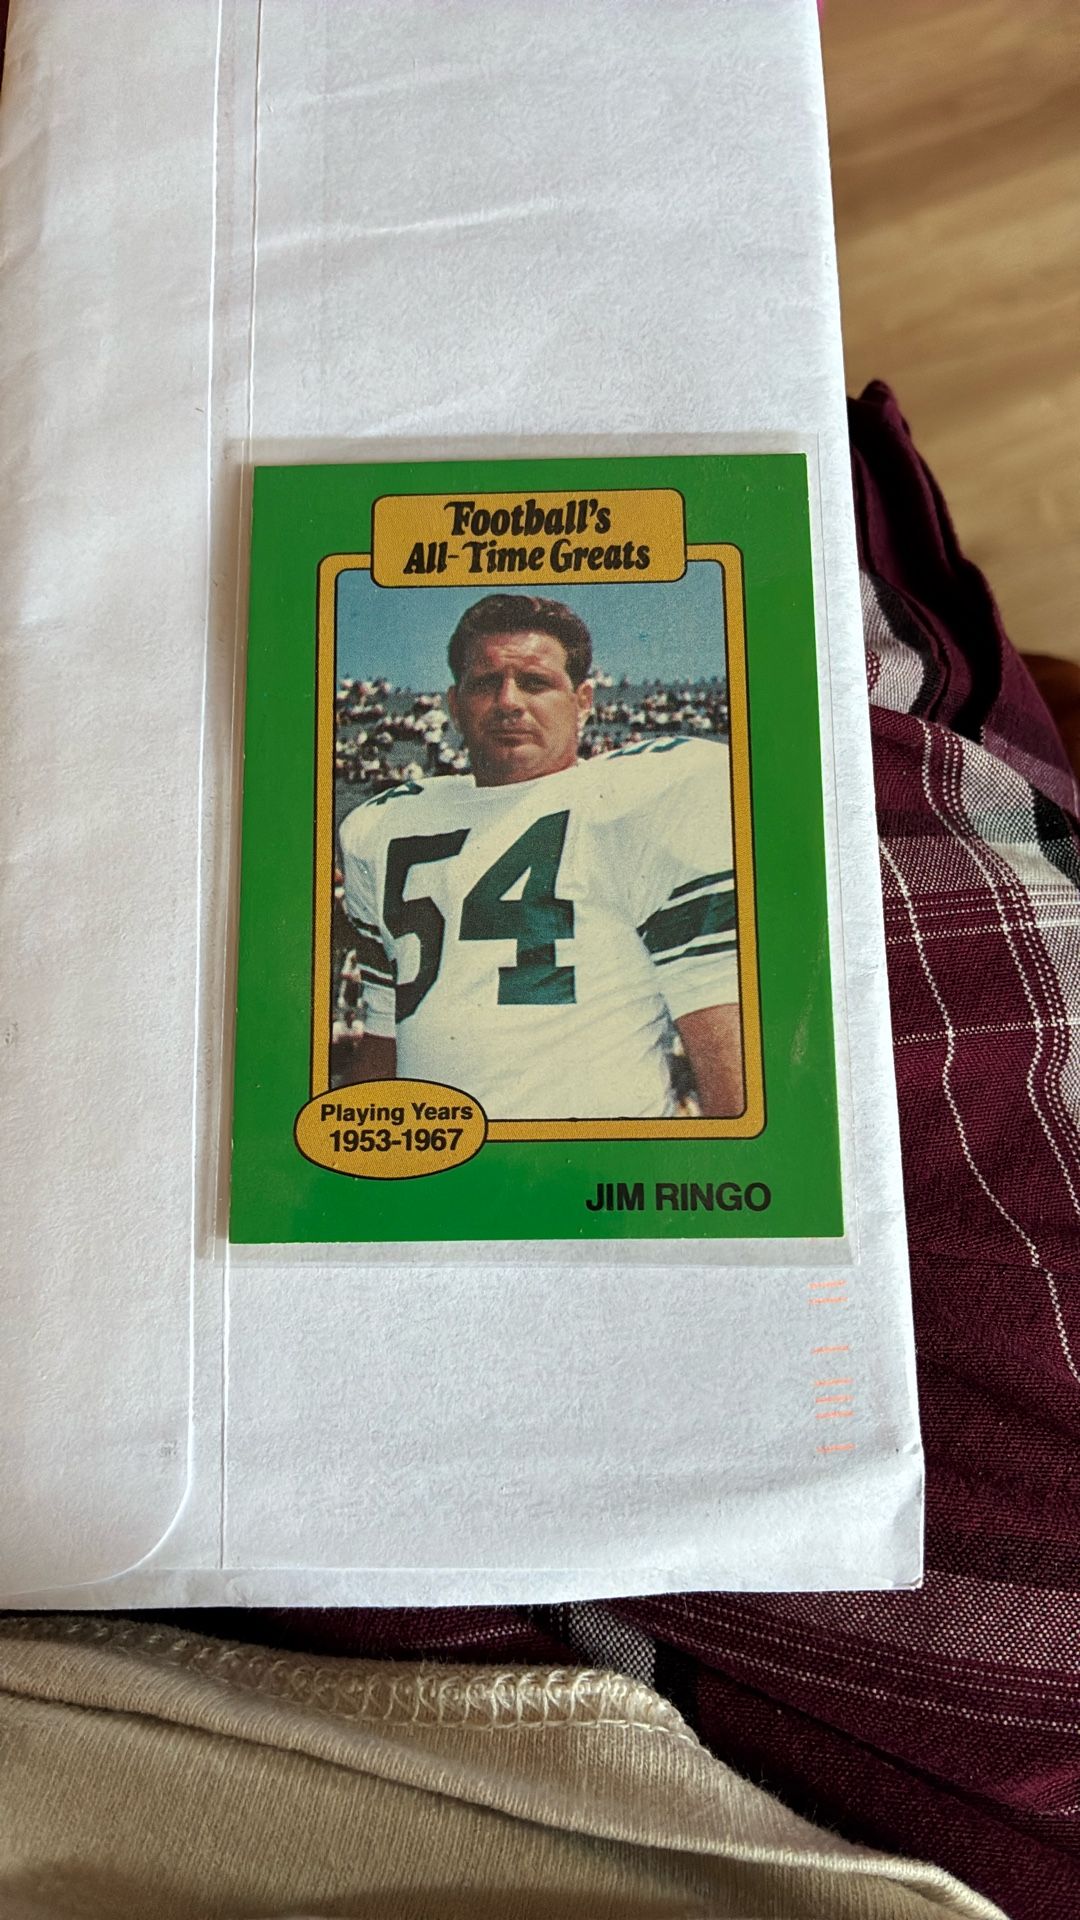 Football's
All-Time Greats
54
Playing Years
1953-1967
JIM RINGO